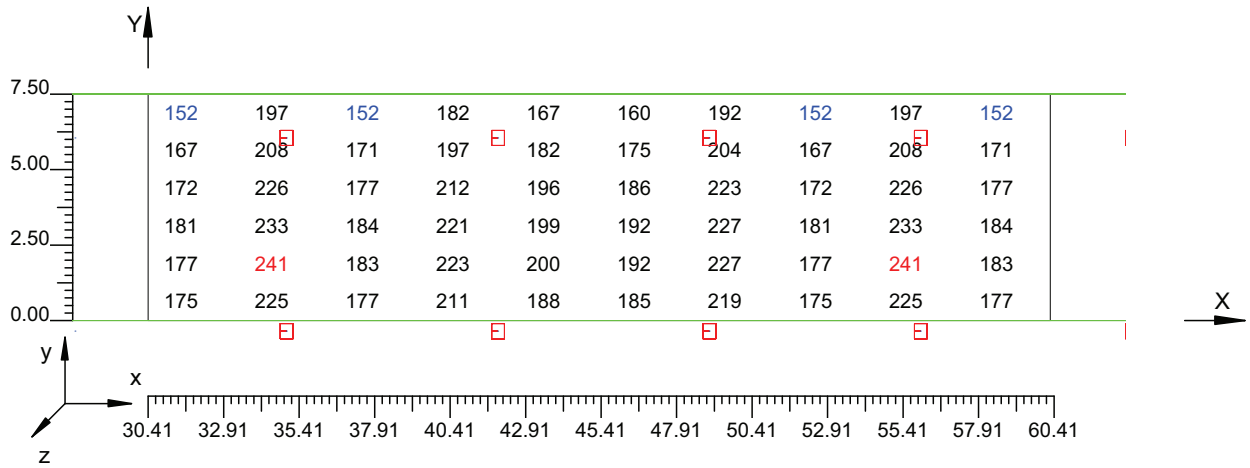 Y
7.50
152 197 152 182 167 160 192 152 197 152
167 208 171 197 182 175 204 167 208 171
5.00
172 226 177 212 196 186 223 172 226 177
181 233 184 221 199 192 227 181 233 184
2.50
177 241 183 223 200 192 227 177 241 183
175 225 177 211 188 185 219 175 225 177
0.00
X
y
x
z
30.41 32.91 35.41 37.91 40.41 42.91 45.41 47.91 50.41 52.91 55.41 57.91 60.41